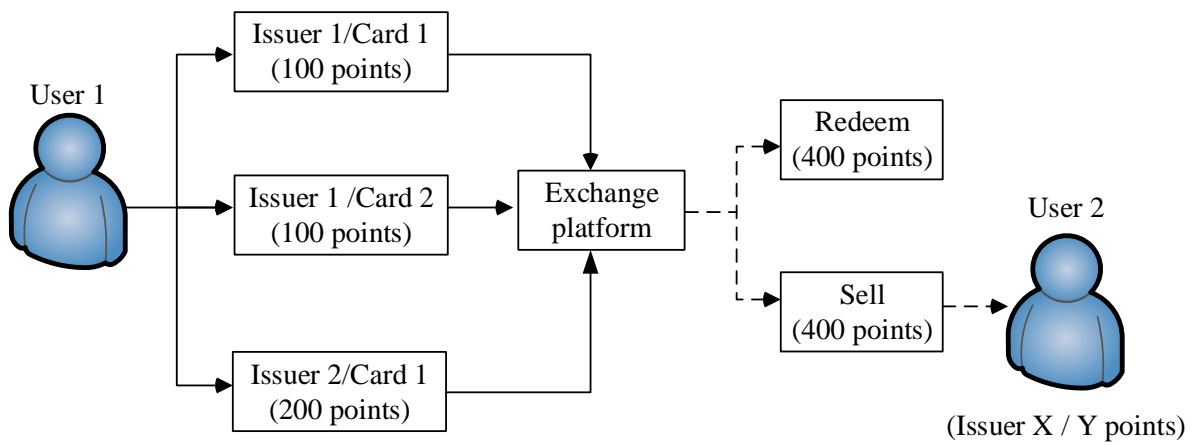 User 1
Issuer 1/Card 1
(100 points)
Issuer 1 /Card 2
(100 points)
Issuer 2/Card 1
(200 points)
Exchange
platform
Redeem
(400 points)
Sell
(400 points)
User 2
(Issuer X / Y points)